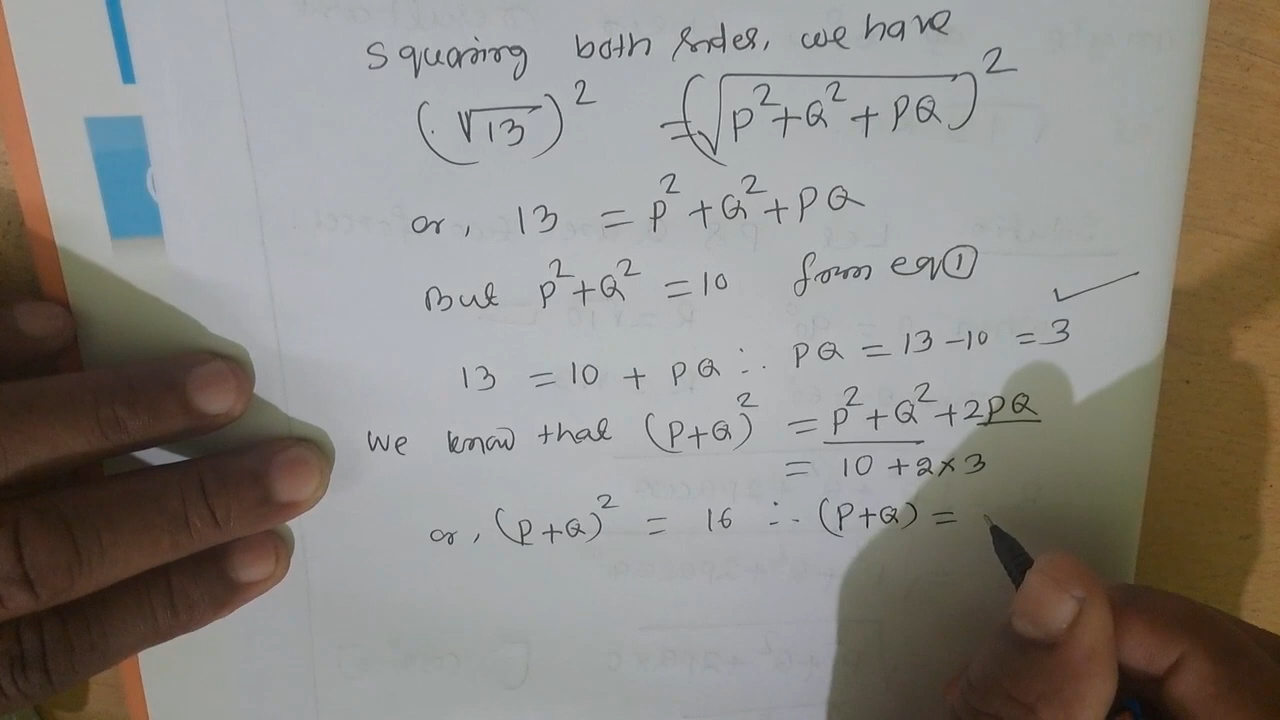 Squaring both sides, we have
(√13)² = (√P²+Q²+PQ)²
or, 13 = P²+Q²+PQ
But P²+Q² = 10 from eq ①
13 = 10 + PQ ∴ PQ = 13-10 = 3 ✓
We know that (P+Q)² = P²+Q²+2PQ
= 10 +2×3
or, (P+Q)² = 16 ∴ (P+Q) =